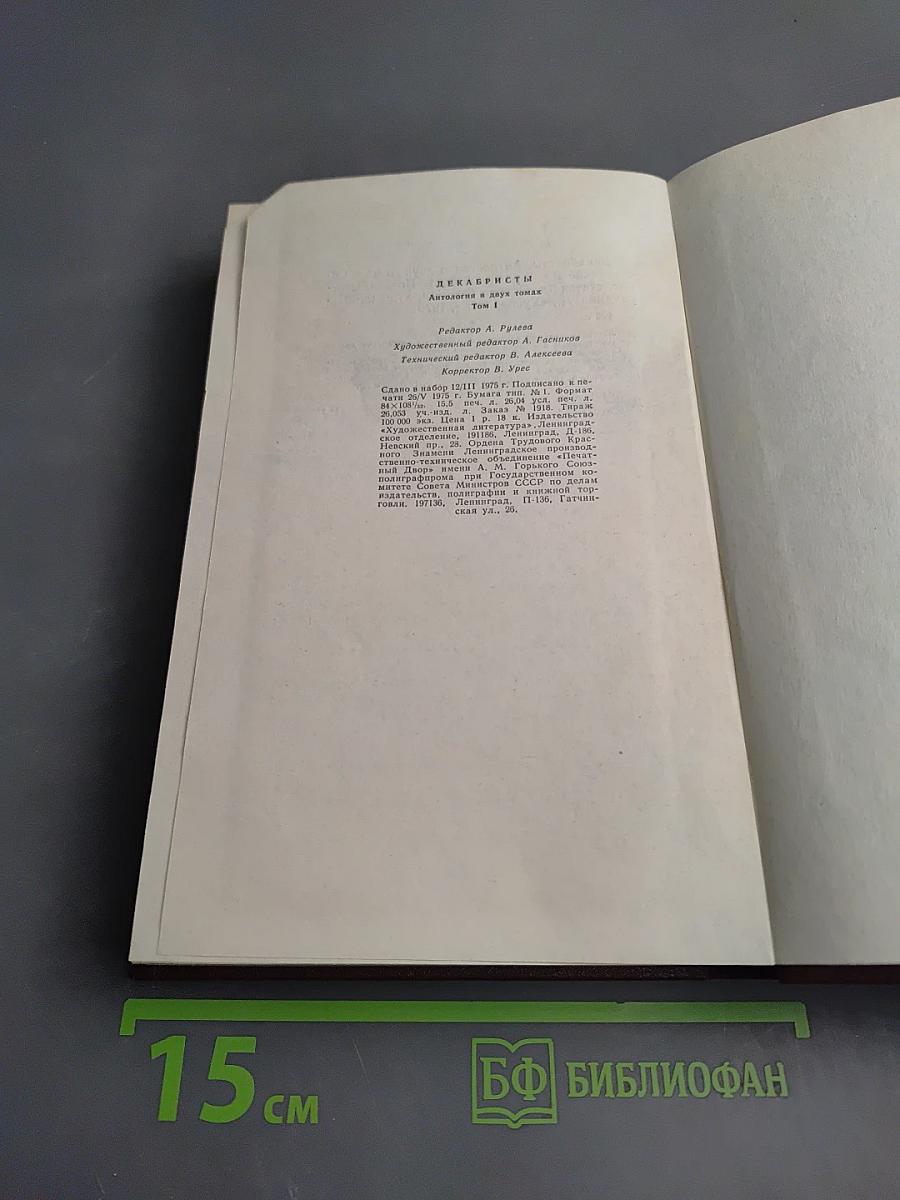 ДЕКАБРИСТЫ
Антология в двух томах
Том I
Редактор А. Рулева
Художественный редактор А. Гасников
Технический редактор В. Алексеева
Корректор В. Урес
Сдано в набор 12/III 1975 г. Подписано к пе-
чати 26/V 1975 г. Бумага тип. № 1. Формат
84×108¹/₃₂. 15,5 печ. л. 26,04 усл. печ. л.
26,053 уч.-изд. л. Заказ № 1918. Тираж
100 000 экз. Цена 1 р. 18 к. Издательство
«Художественная литература», Ленинград-
ское отделение, 191186, Ленинград, Д-186,
Невский пр., 28. Ордена Трудового Крас-
ного Знамени Ленинградское производ-
ственно-техническое объединение «Печат-
ный Двор» имени А. М. Горького Союз-
полиграфпрома при Государственном ко-
митете Совета Министров СССР по делам
издательств, полиграфии и книжной тор-
говли. 197136, Ленинград, П-136, Гатчин-
ская ул., 26.
15 см
БФ БИБЛИОФАН